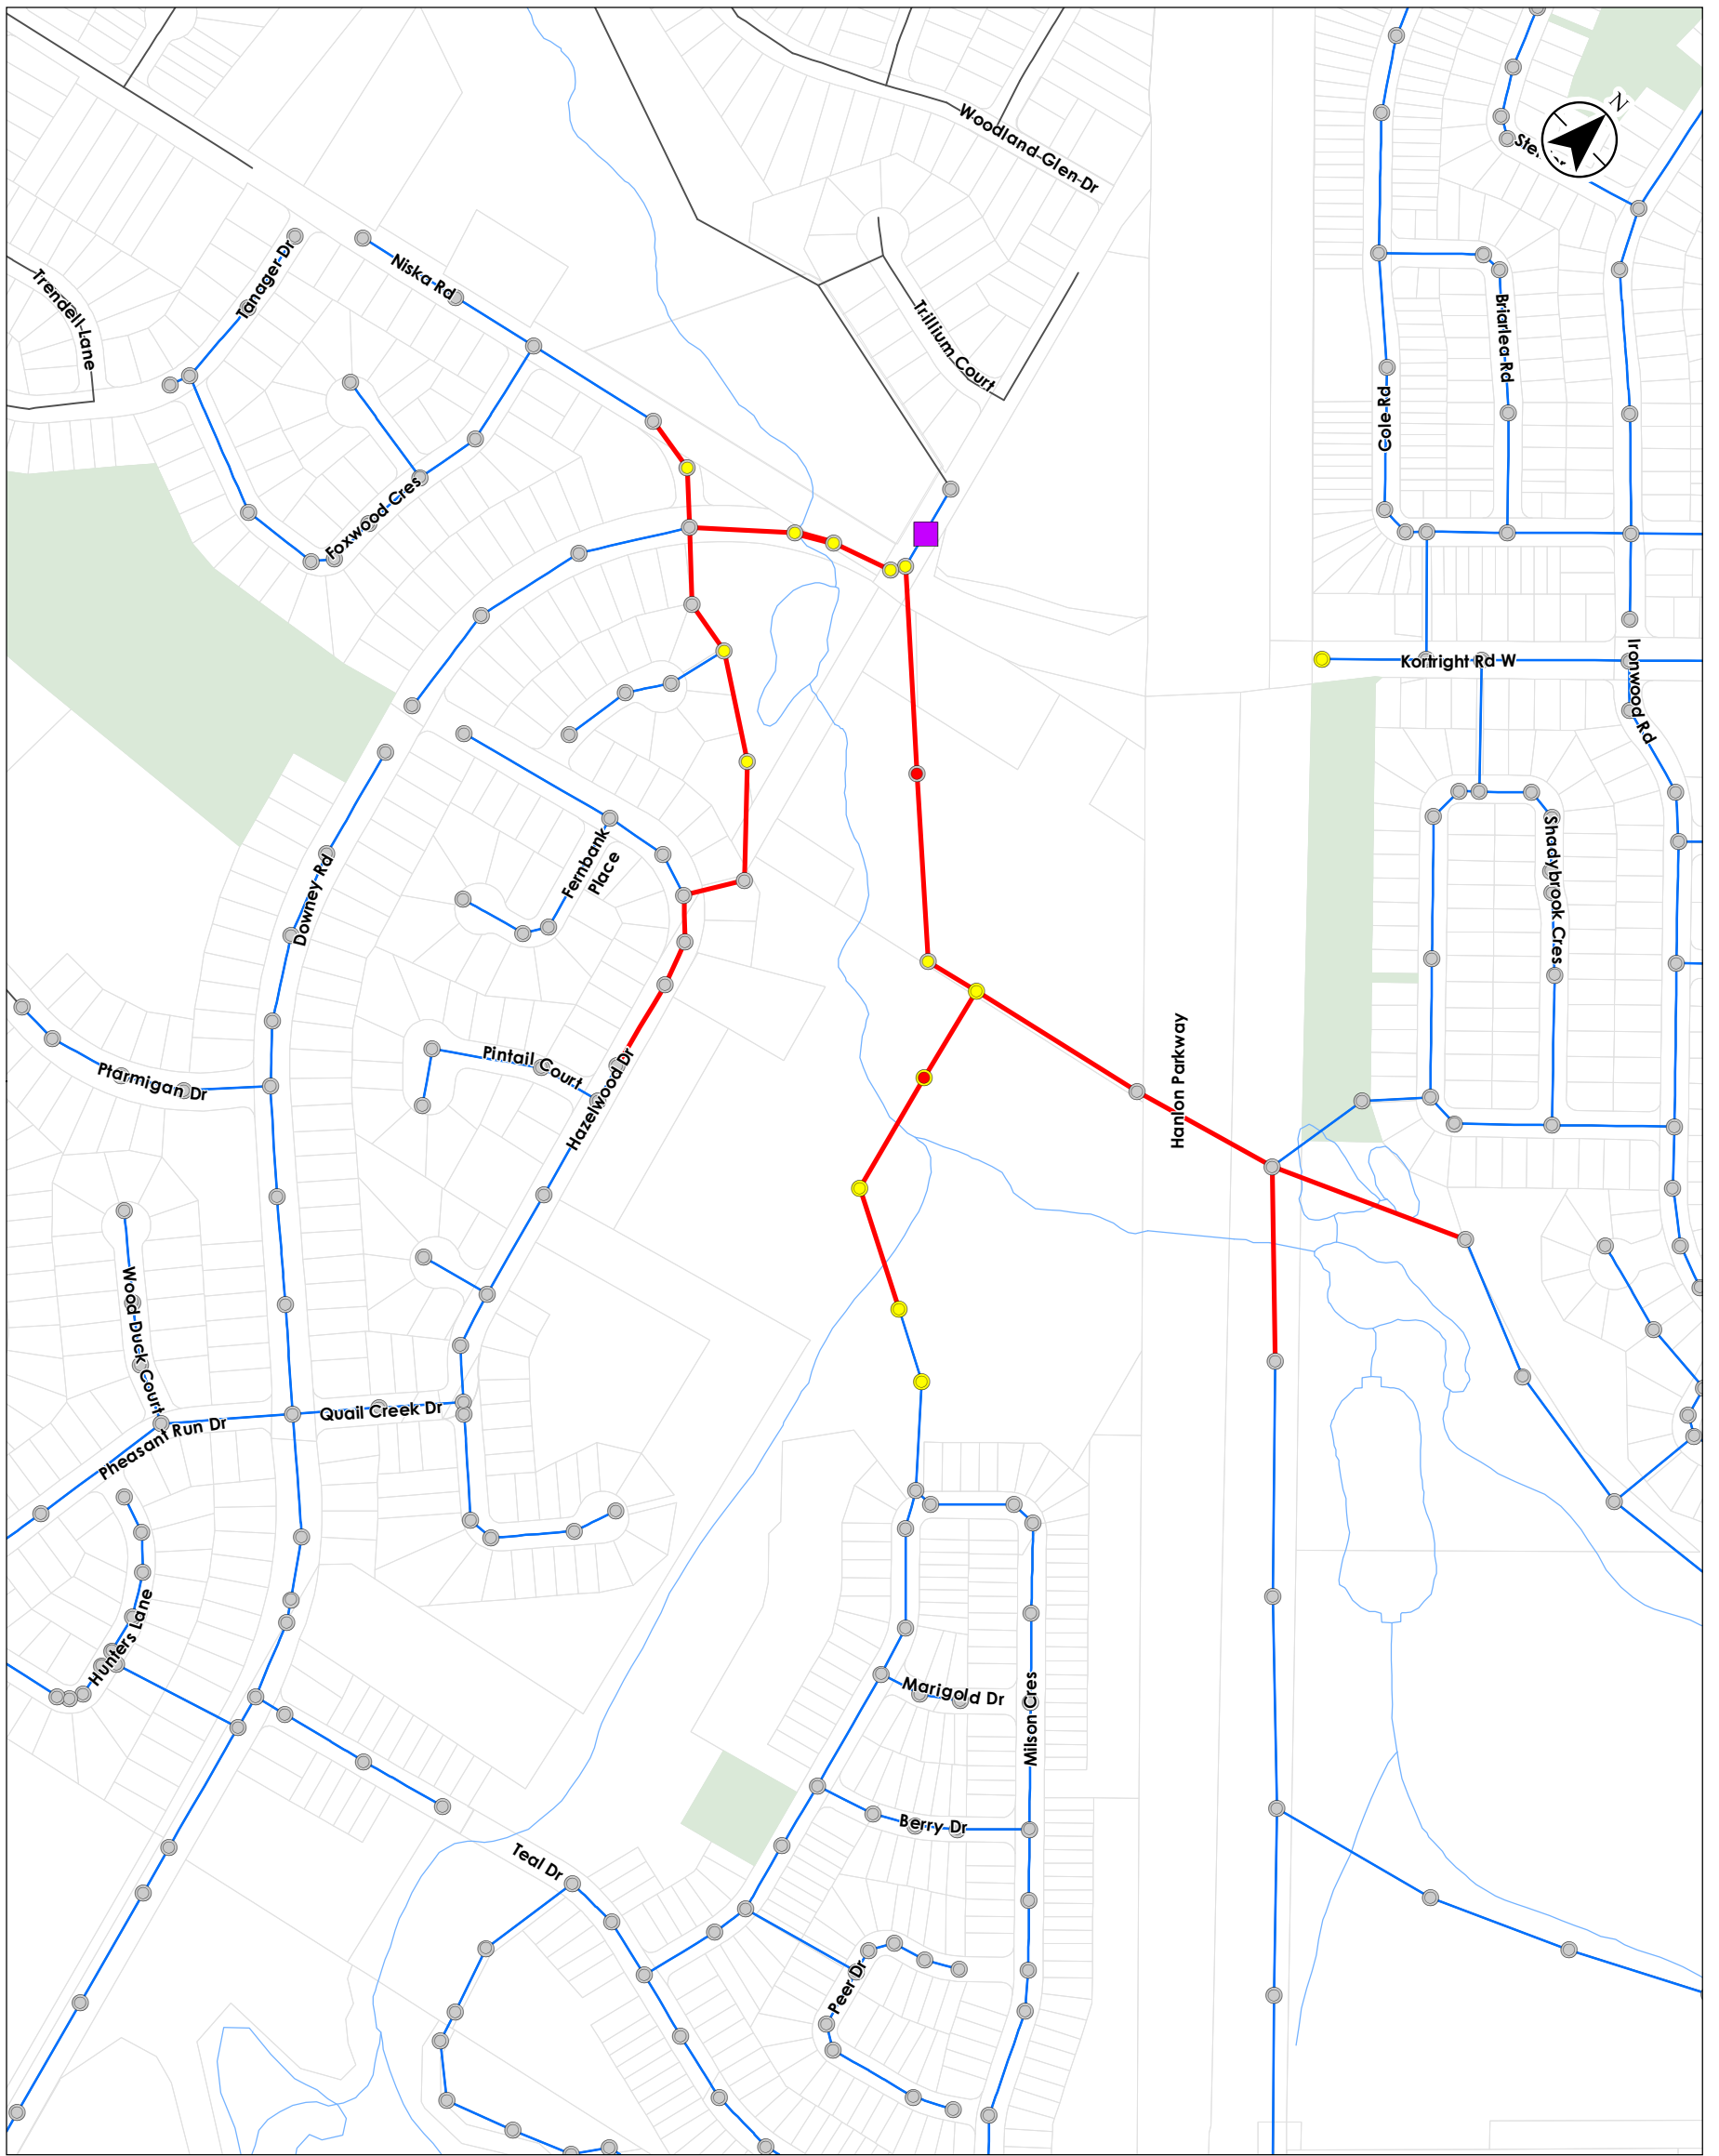 N
Woodland Glen Dr
Niska Rd
Tanager Dr
Trendell Lane
Trillium Court
Briarlea Rd
Cole Rd
Foxwood Cres
Kortright Rd W
Ironwood Rd
Fernbank
Place
Shadybrook Cres
Downey Rd
Hanlon Parkway
Pintail Court
Ptarmigan Dr
Hazelwood Dr
Wood Duck Court
Quail Creek Dr
Pheasant Run Dr
Hunters Lane
Marigold Dr
Milson Cres
Berry Dr
Teal Dr
Peer Dr